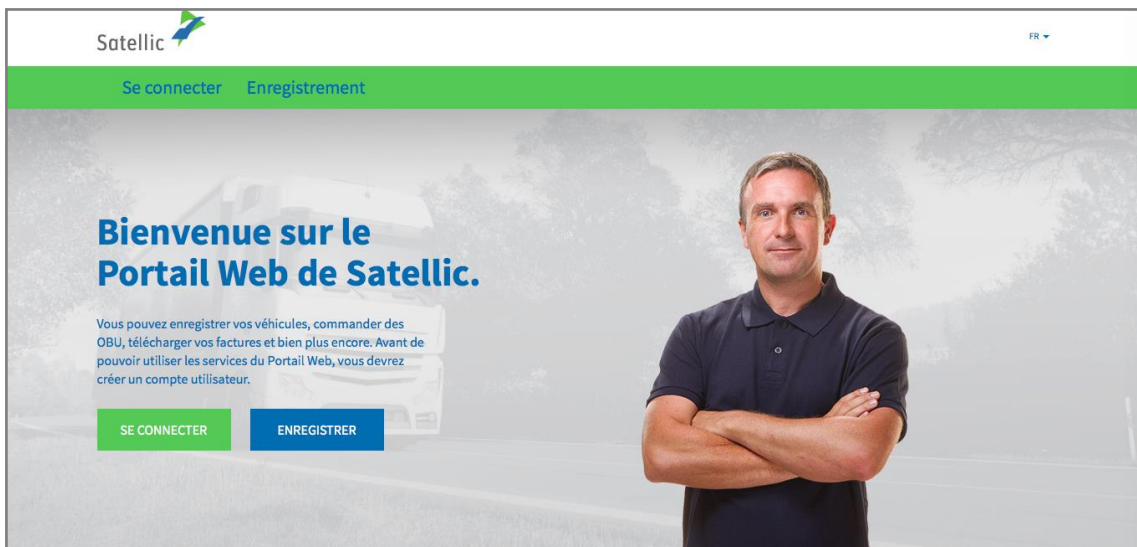 Satellic
FR
Se connecter Enregistrement
Bienvenue sur le
Portail Web de Satellic.
Vous pouvez enregistrer vos véhicules, commander des
OBU, télécharger vos factures et bien plus encore. Avant de
pouvoir utiliser les services du Portail Web, vous devrez
créer un compte utilisateur.
SE CONNECTER ENREGISTRER